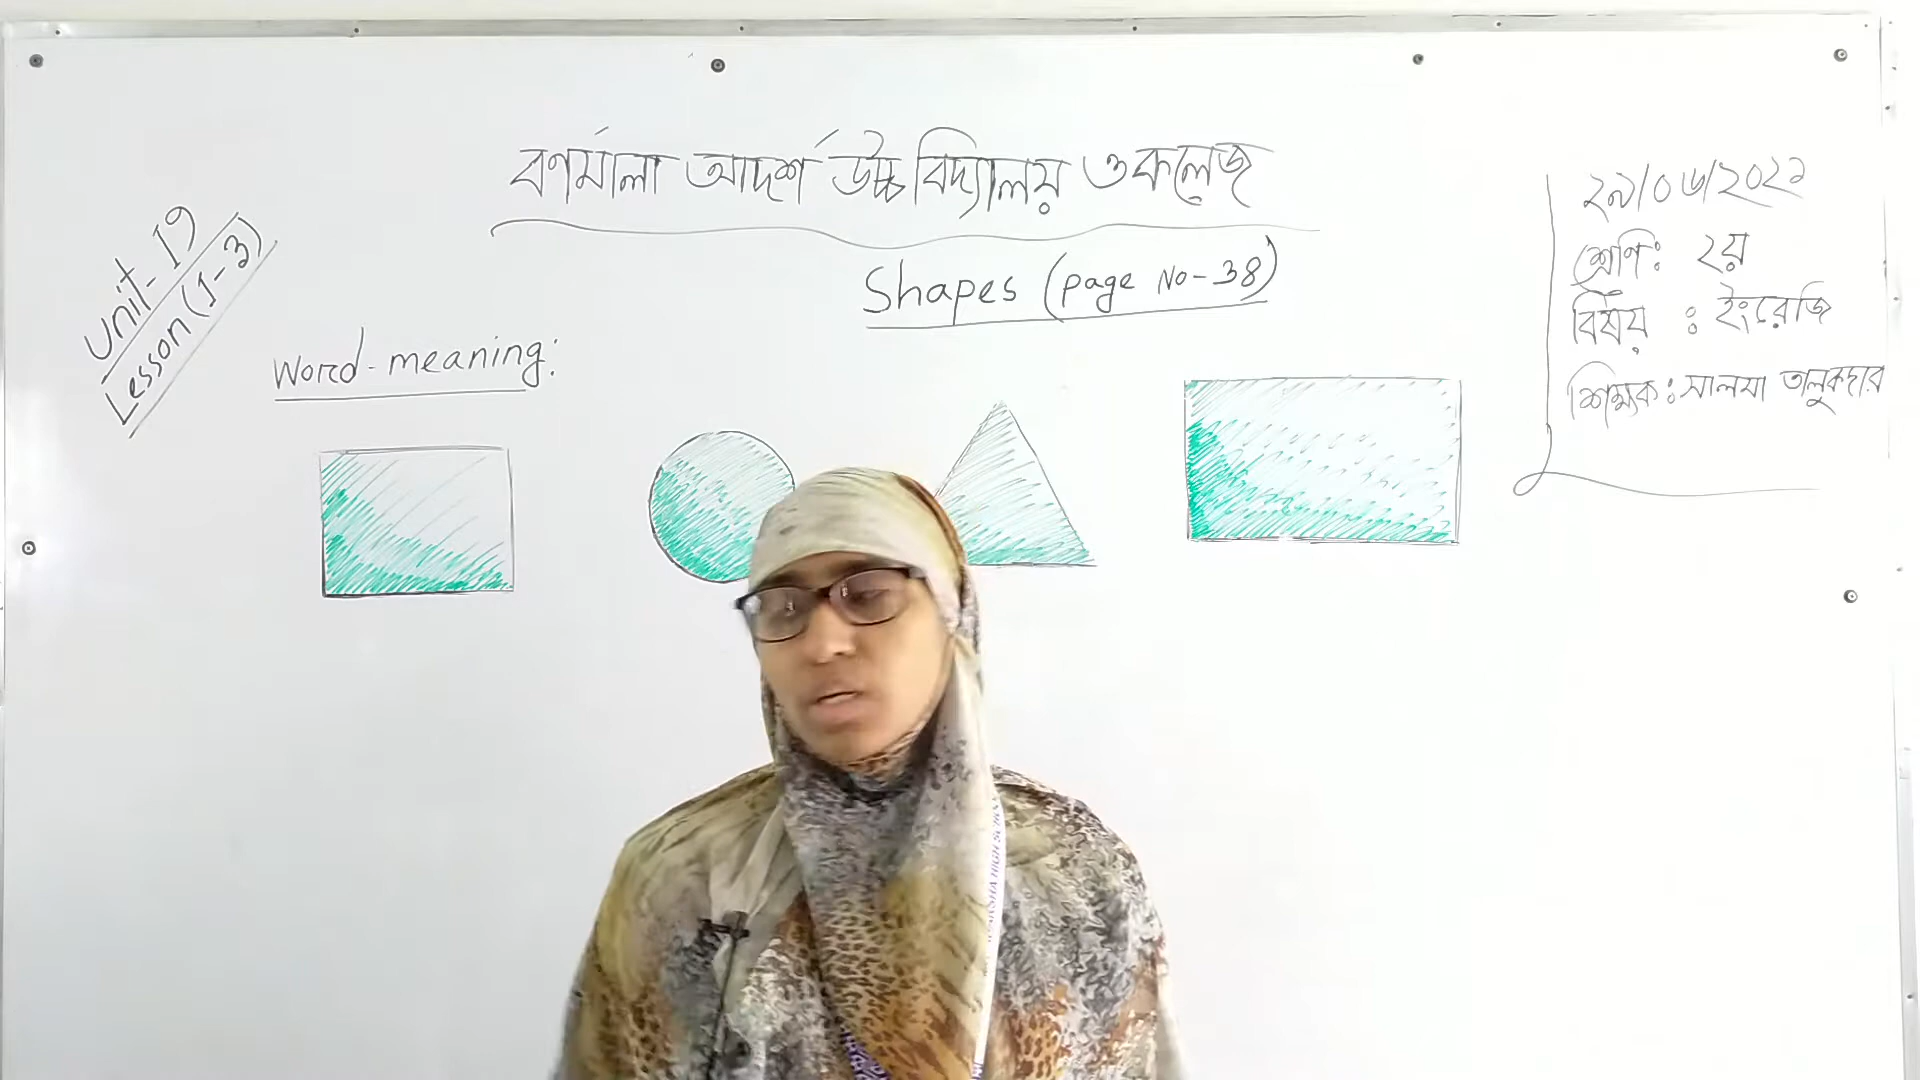 বর্ণমালা আদর্শ উচ্চ বিদ্যালয় ও কলেজ
Unit-19
Lesson (1-3)
Shapes (page No-38)
Word-meaning:
২৯/০৬/২০২১
শ্রেণি: ২য়
বিষয় : ইংরেজি
শিক্ষক: সালমা তালুকদার